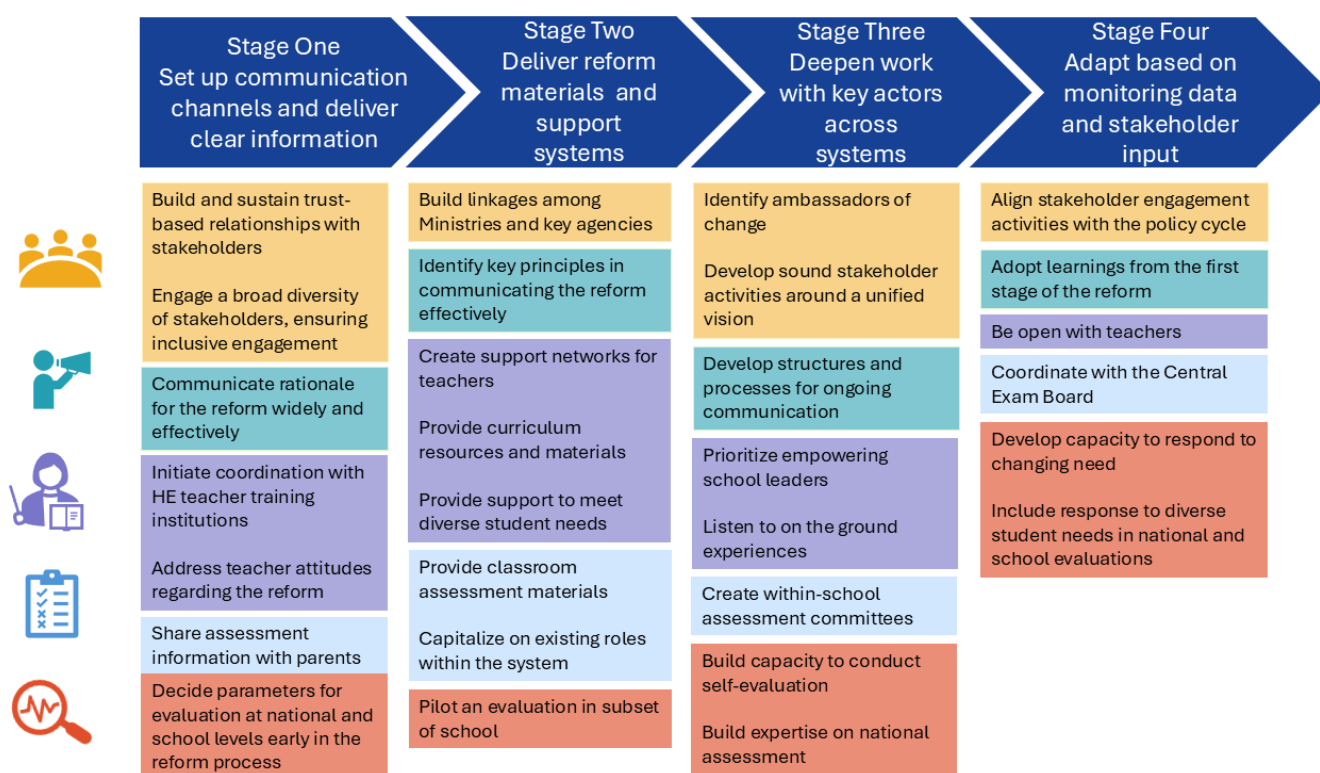 Stage One
Set up communication
channels and deliver
clear information
Stage Two
Deliver reform
materials and
support
systems
Stage Three
Deepen work
with key actors
across
systems
Stage Four
Adapt based on
monitoring data
and stakeholder
input
Build and sustain trust-
based relationships with
stakeholders
Engage a broad diversity
of stakeholders, ensuring
inclusive engagement
Communicate rationale
for the reform widely and
effectively
Initiate coordination with
HE teacher training
institutions
Address teacher attitudes
regarding the reform
Share assessment
information with parents
Decide parameters for
evaluation at national and
school levels early in the
reform process
Build linkages among
Ministries and key agencies
Identify key principles in
communicating the reform
effectively
Create support networks for
teachers
Provide curriculum
resources and materials
Provide support to meet
diverse student needs
Provide classroom
assessment materials
Capitalize on existing roles
within the system
Pilot an evaluation in subset
of school
Identify ambassadors of
change
Develop sound stakeholder
activities around a unified
vision
Develop structures and
processes for ongoing
communication
Prioritize empowering
school leaders
Listen to on the ground
experiences
Create within-school
assessment committees
Build capacity to conduct
self-evaluation
Build expertise on national
assessment
Align stakeholder engagement
activities with the policy cycle
Adopt learnings from the first
stage of the reform
Be open with teachers
Coordinate with the Central
Exam Board
Develop capacity to respond to
changing need
Include response to diverse
student needs in national and
school evaluations